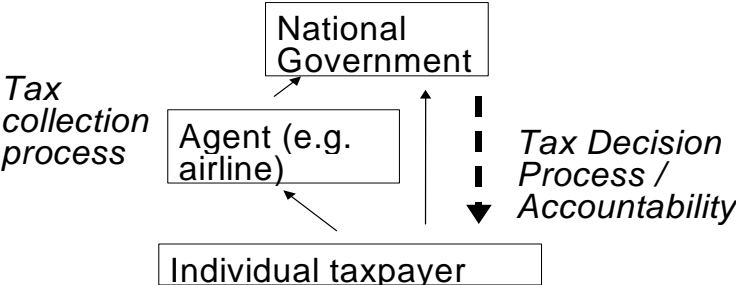 National
Government
Tax
collection
process
Agent (e.g.
airline)
Tax Decision
Process /
Accountability
Individual taxpayer